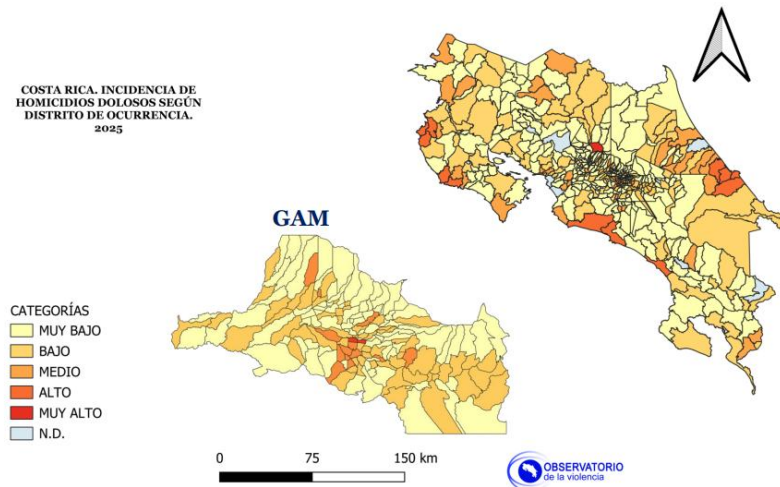 COSTA RICA. INCIDENCIA DE
HOMICIDIOS DOLOSOS SEGÚN
DISTRITO DE OCURRENCIA.
2025
GAM
CATEGORÍAS
MUY BAJO
BAJO
MEDIO
ALTO
MUY ALTO
N.D.
0 75 150 km
OBSERVATORIO
de la violencia